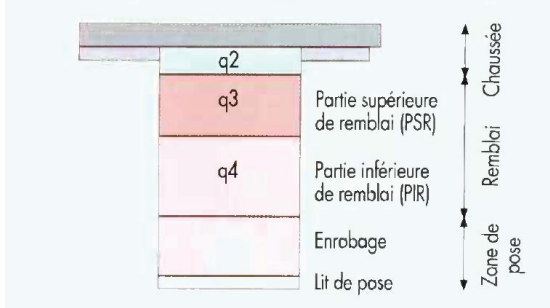 q2
q3
Partie supérieure
de remblai (PSR)
q4
Partie inférieure
de remblai (PIR)
Enrobage
Lit de pose
Chaussée
Remblai
Zone de
pose